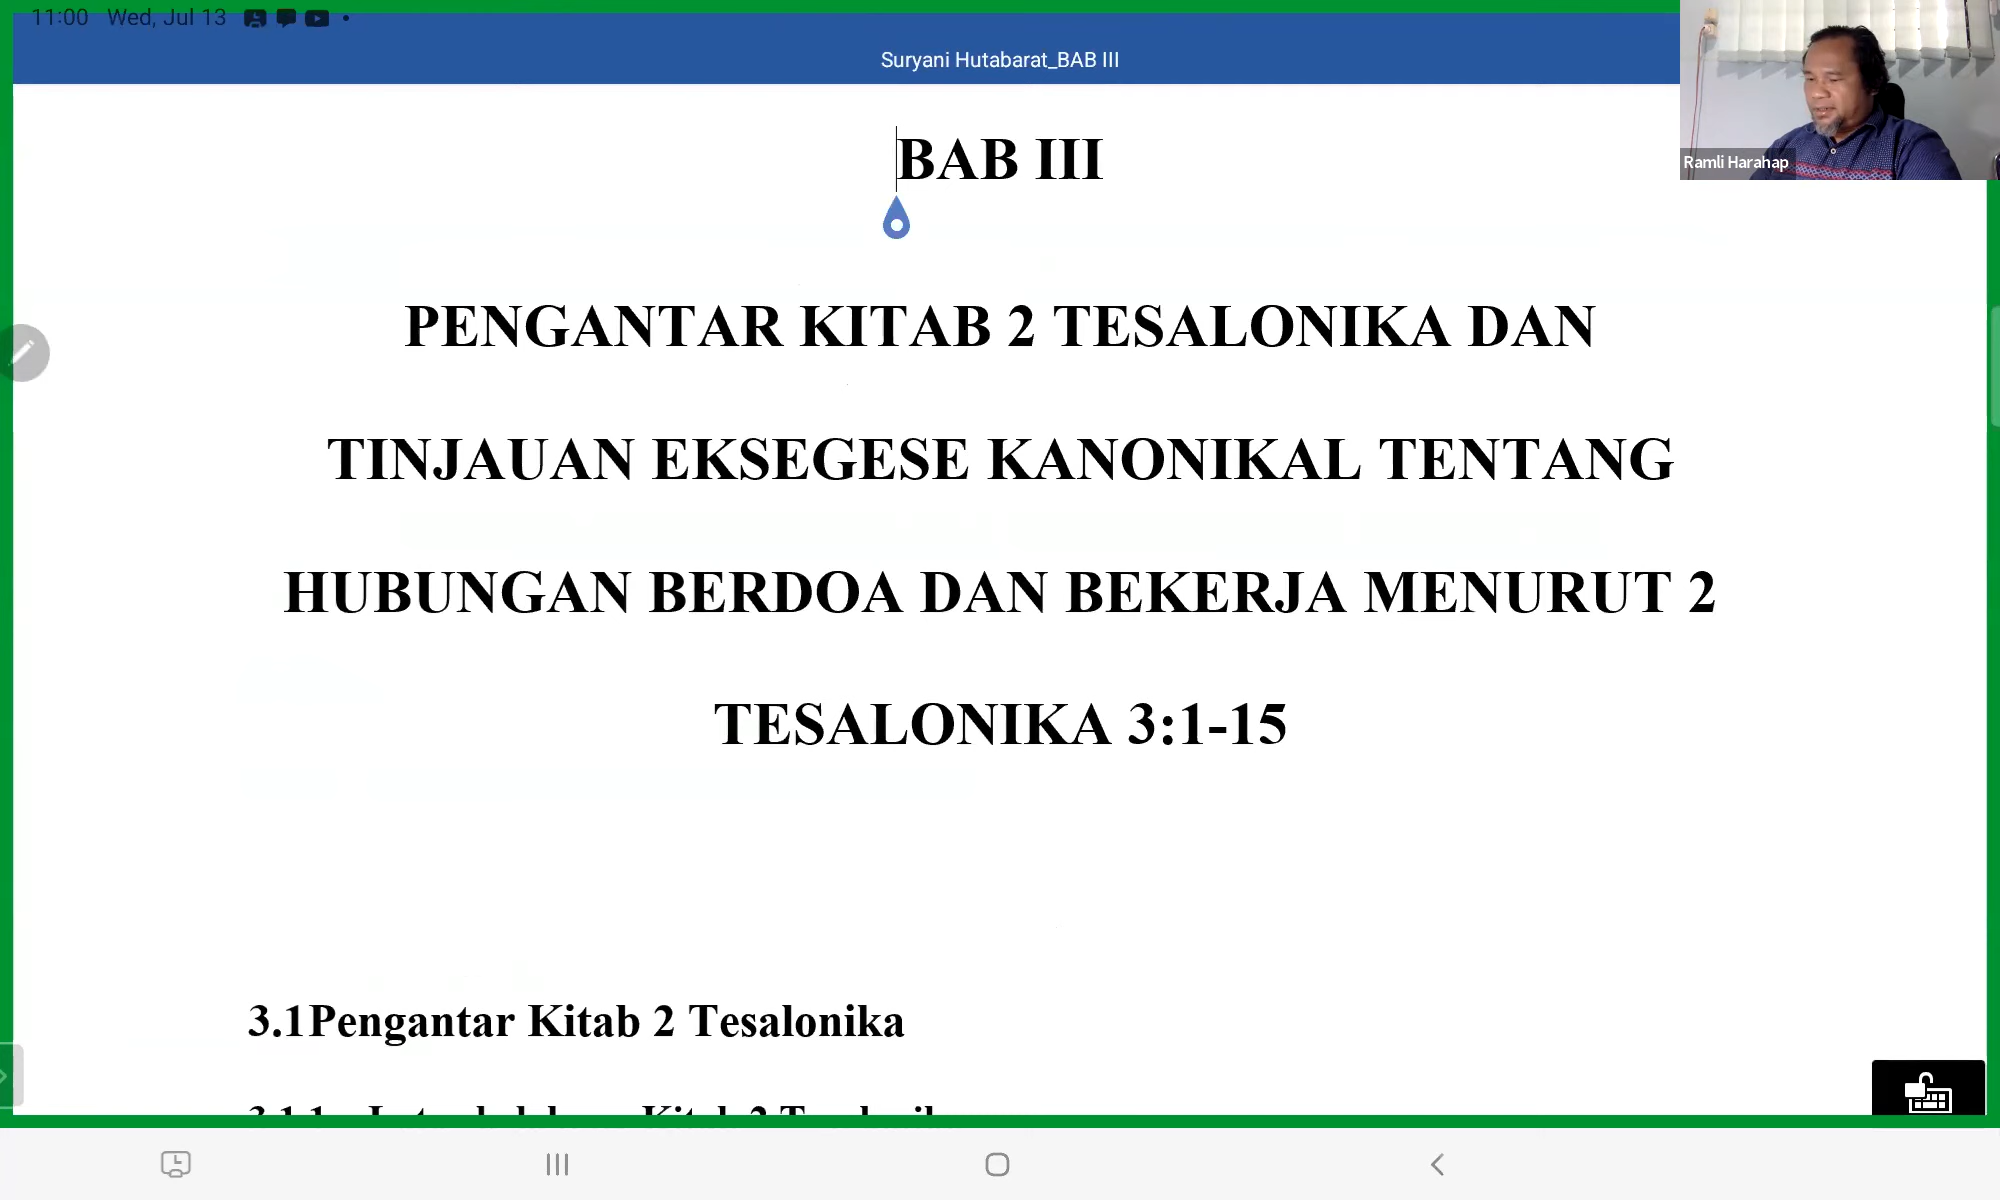 11:00 Wed, Jul 13
Suryani Hutabarat_BAB III
Ramli Harahap
BAB III
PENGANTAR KITAB 2 TESALONIKA DAN
TINJAUAN EKSEGESE KANONIKAL TENTANG
HUBUNGAN BERDOA DAN BEKERJA MENURUT 2
TESALONIKA 3:1-15
3.1Pengantar Kitab 2 Tesalonika